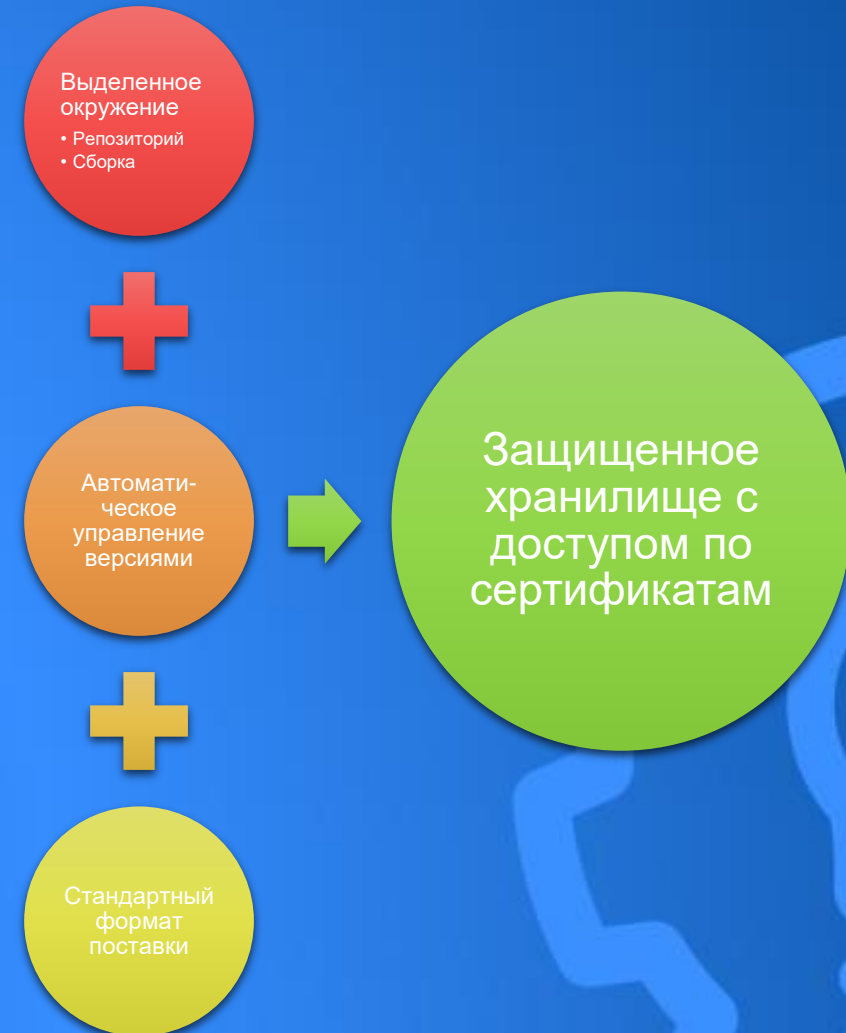 Выделенное
окружение
• Репозиторий
• Сборка
Автомати-
ческое
управление
версиями
Стандартный
формат
поставки
Защищенное
хранилище с
доступом по
сертификатам